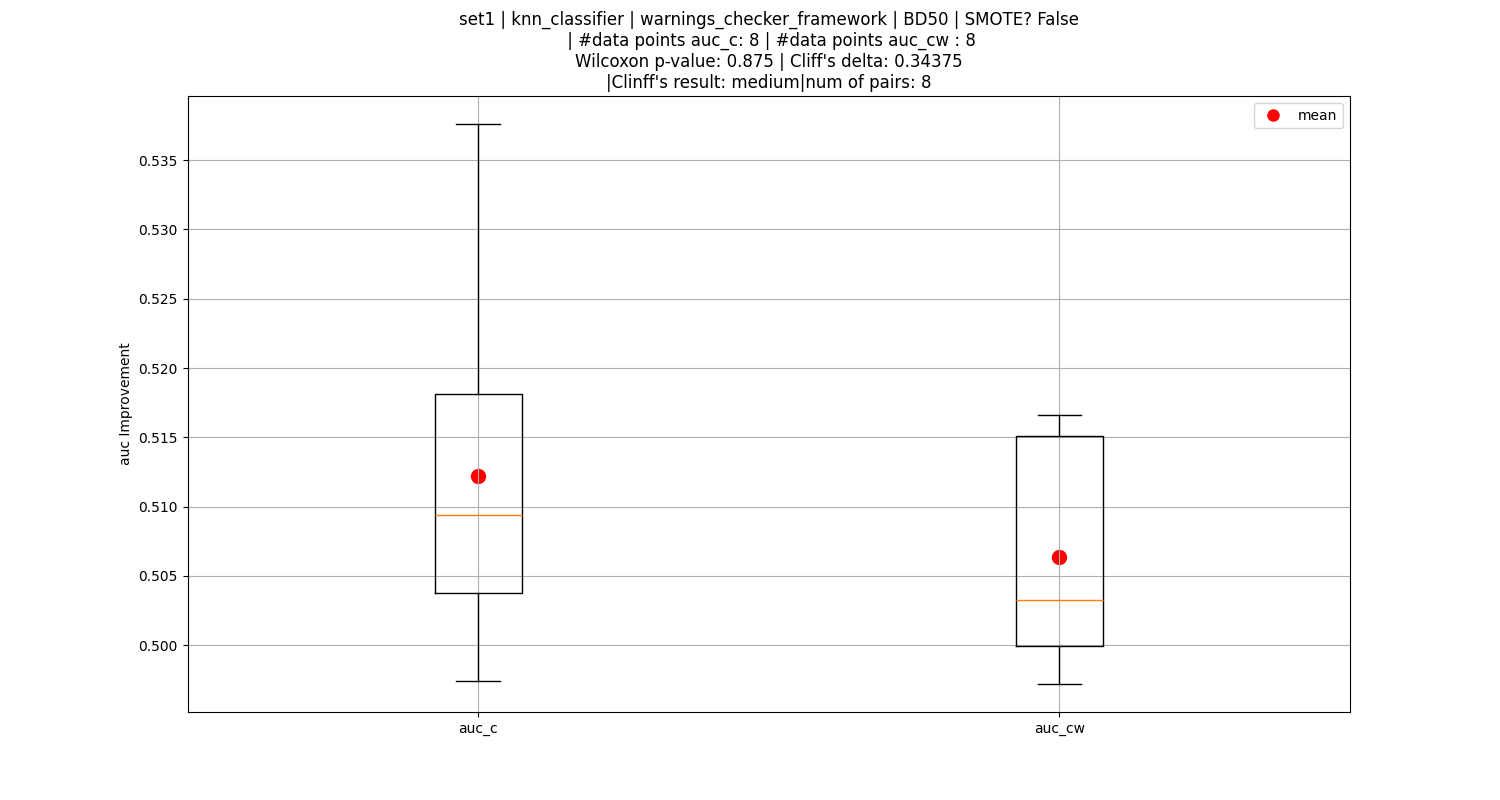 set1 | knn_classifier | warnings_checker_framework | BD50 | SMOTE? False
| #data points auc_c: 8 | #data points auc_cw : 8
Wilcoxon p-value: 0.875 | Cliff's delta: 0.34375
|Clinff's result: medium|num of pairs: 8
mean
0.535
0.530
0.525
0.520
0.515
0.510
0.505
0.500
auc Improvement
auc_c
auc_cw